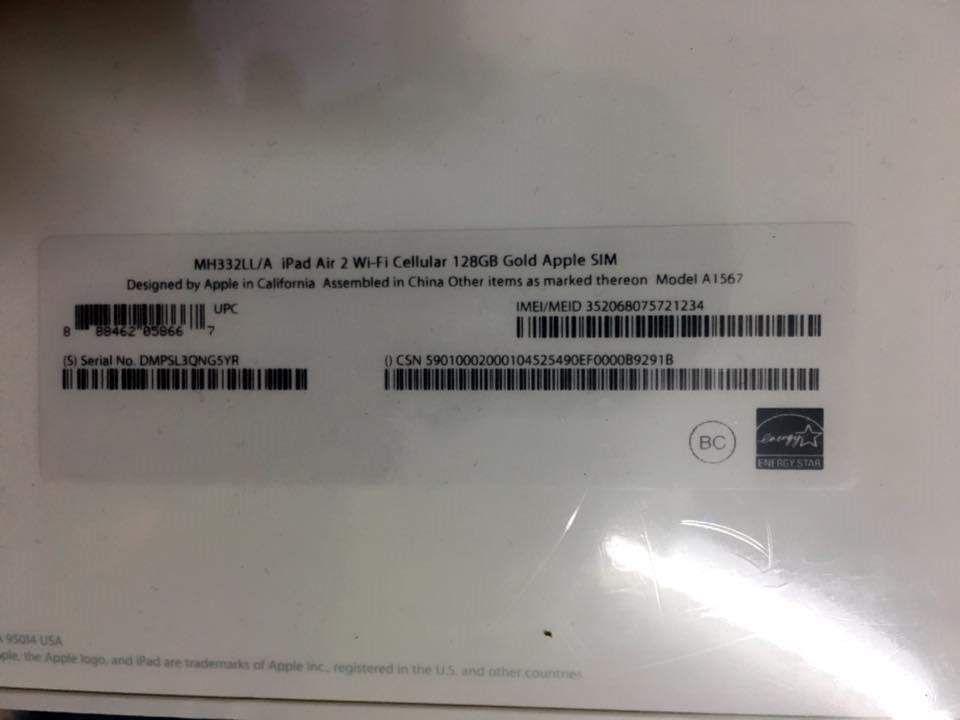 MH332LL/A iPad Air 2 Wi-Fi Cellular 128GB Gold Apple SIM
Designed by Apple in California Assembled in China Other items as marked thereon Model A1567
UPC
8 88462 05866 7
IMEI/MEID 352068075721234
(S) Serial No. DMPSL3QNG5YR
() CSN 59010002000104525490EF0000B9291B
BC
energy
ENERGY STAR
95014 USA
the Apple logo, and iPad are trademarks of Apple Inc., registered in the U.S. and other countries.